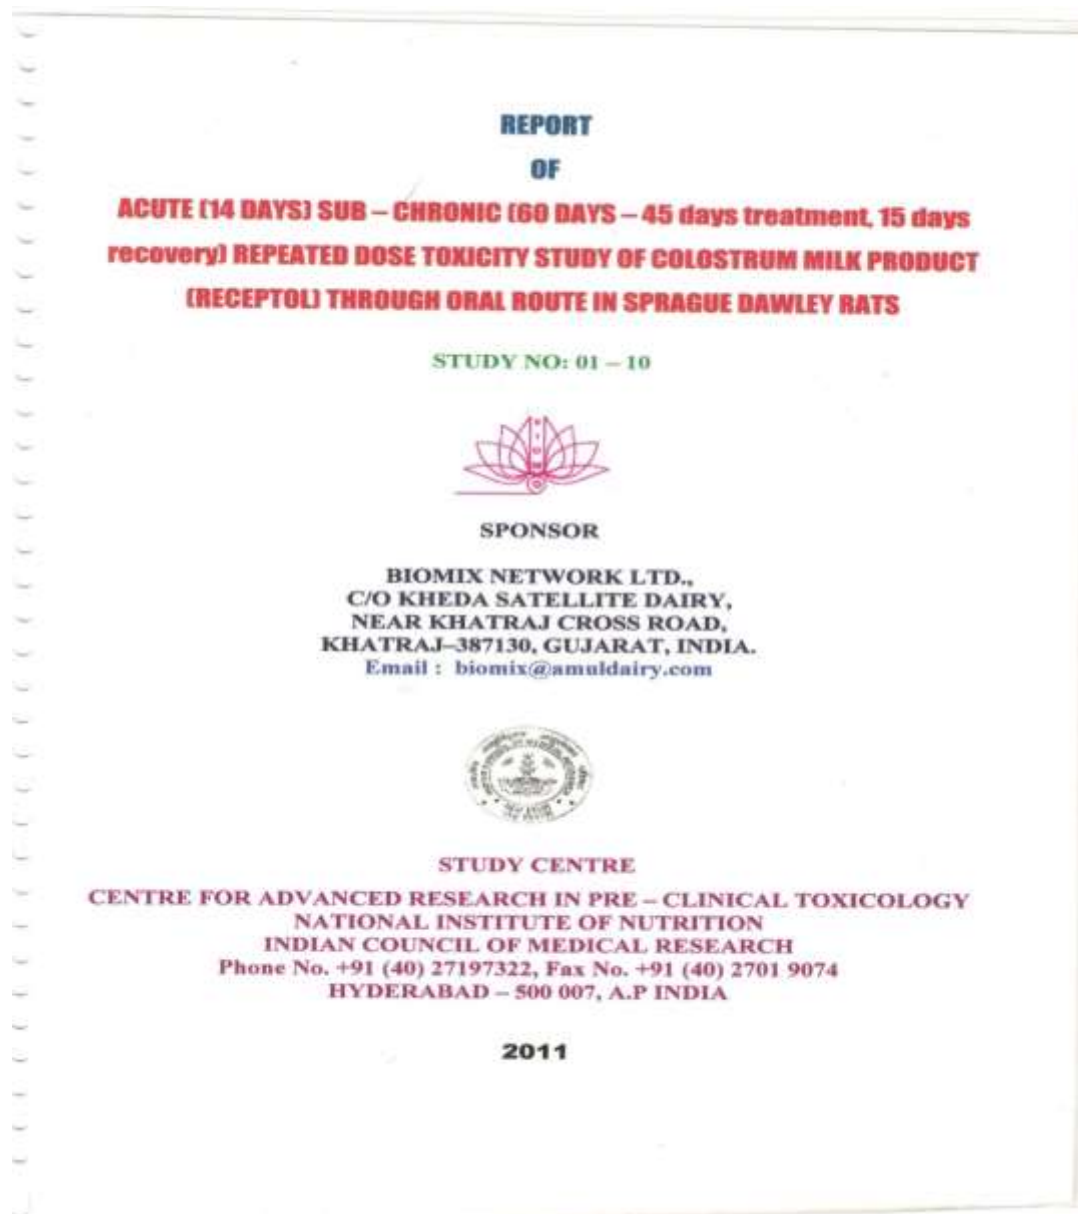 REPORT
OF
ACUTE (14 DAYS) SUB – CHRONIC (60 DAYS – 45 days treatment, 15 days
recovery) REPEATED DOSE TOXICITY STUDY OF COLOSTRUM MILK PRODUCT
(RECEPTOL) THROUGH ORAL ROUTE IN SPRAGUE DAWLEY RATS
STUDY NO: 01 – 10
SPONSOR
BIOMIX NETWORK LTD.,
C/O KHEDA SATELLITE DAIRY,
NEAR KHATRAJ CROSS ROAD,
KHATRAJ–387130, GUJARAT, INDIA.
Email : biomix@amuldairy.com
STUDY CENTRE
CENTRE FOR ADVANCED RESEARCH IN PRE – CLINICAL TOXICOLOGY
NATIONAL INSTITUTE OF NUTRITION
INDIAN COUNCIL OF MEDICAL RESEARCH
Phone No. +91 (40) 27197322, Fax No. +91 (40) 2701 9074
HYDERABAD – 500 007, A.P INDIA
2011